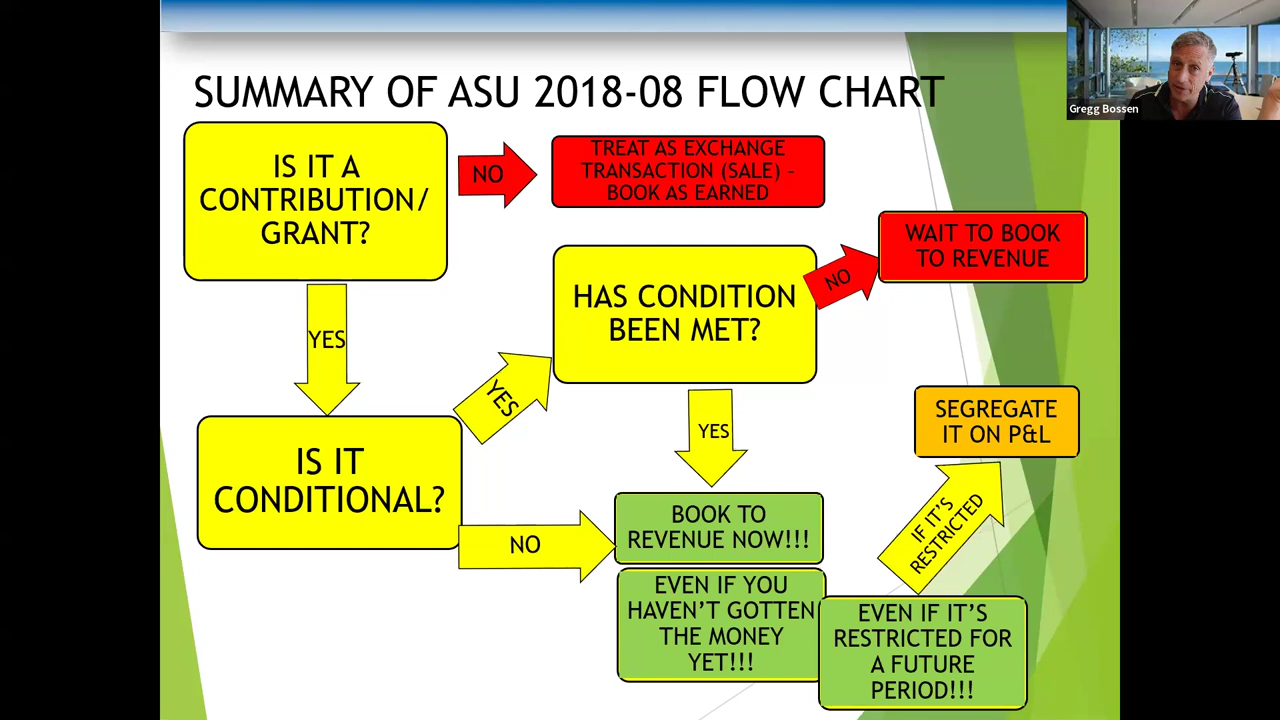 SUMMARY OF ASU 2018-08 FLOW CHART
Gregg Bossen
IS IT A
CONTRIBUTION/
GRANT?
NO
TREAT AS EXCHANGE
TRANSACTION (SALE) –
BOOK AS EARNED
YES
IS IT
CONDITIONAL?
YES
HAS CONDITION
BEEN MET?
NO
WAIT TO BOOK
TO REVENUE
YES
NO
BOOK TO
REVENUE NOW!!!
EVEN IF YOU
HAVEN'T GOTTEN
THE MONEY
YET!!!
EVEN IF IT'S
RESTRICTED FOR
A FUTURE
PERIOD!!!
IF IT'S
RESTRICTED
SEGREGATE
IT ON P&L